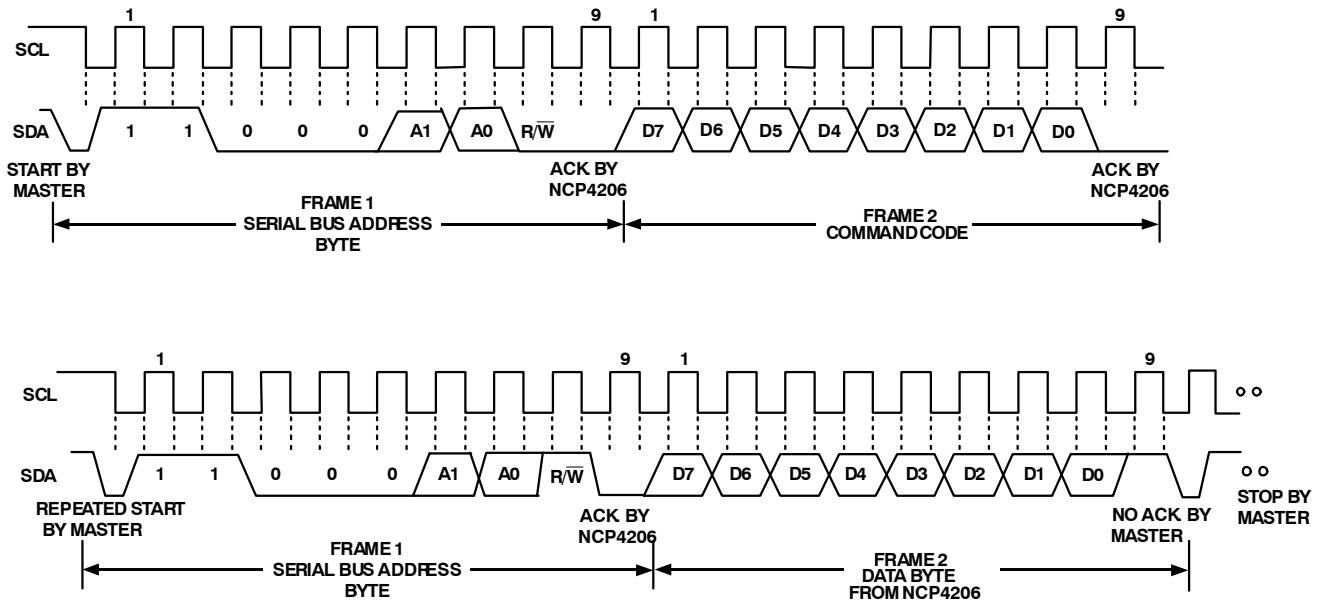 1 9 1 9
SCL
SDA 1 1 0 0 0 A1 A0 R/W̅ D7 D6 D5 D4 D3 D2 D1 D0
START BY
MASTER
ACK BY
NCP4206
ACK BY
NCP4206
FRAME 1
SERIAL BUS ADDRESS
BYTE
FRAME 2
COMMAND CODE
1 9 1 9
SCL
SDA 1 1 0 0 0 A1 A0 R/W̅ D7 D6 D5 D4 D3 D2 D1 D0
REPEATED START
BY MASTER
ACK BY
NCP4206
NO ACK BY
MASTER
STOP BY
MASTER
FRAME 1
SERIAL BUS ADDRESS
BYTE
FRAME 2
DATA BYTE
FROM NCP4206